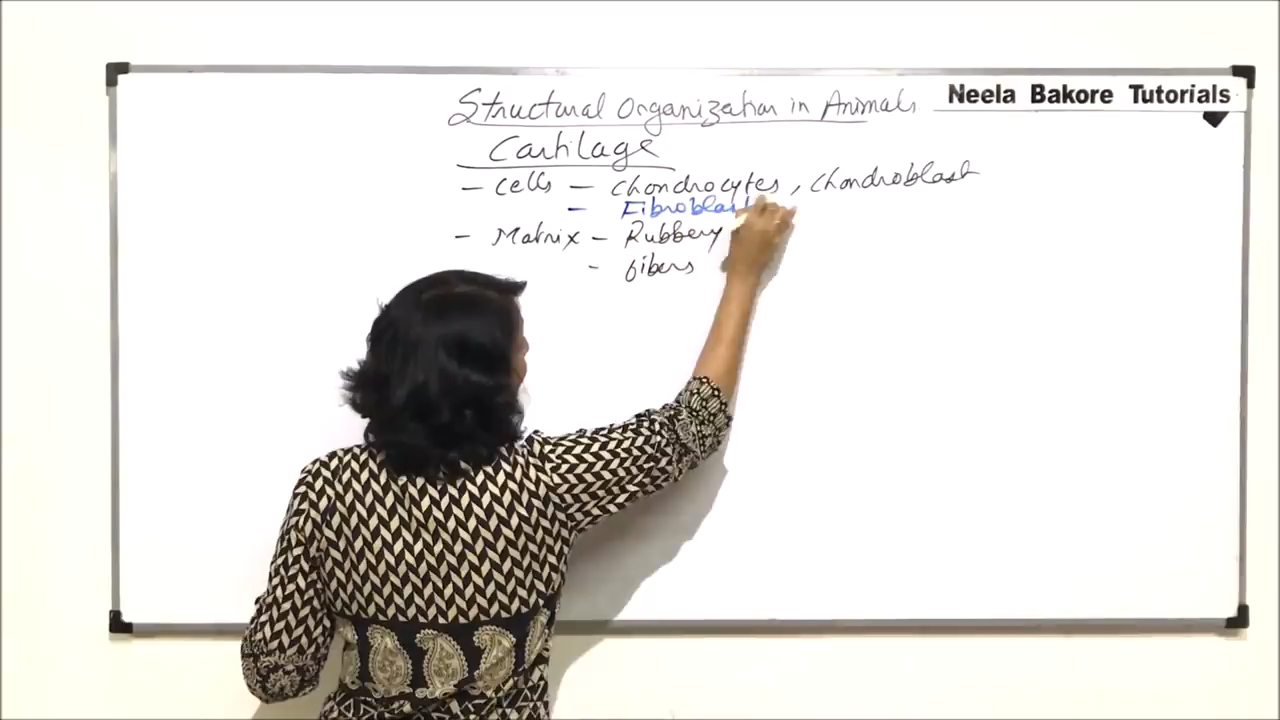 Structural Organization in Animals
Neela Bakore Tutorials
Cartilage
- Cells - Chondrocytes, Chondroblast
- Fibroblast
- Matrix - Rubbery
- fibers